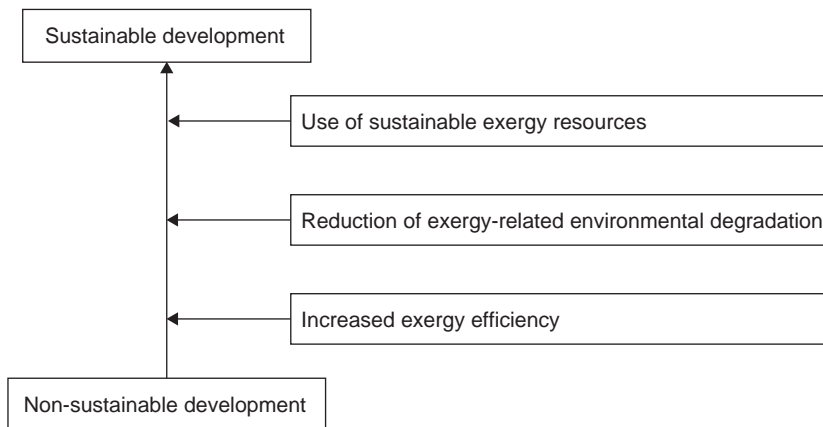 Sustainable development
Use of sustainable exergy resources
Reduction of exergy-related environmental degradation
Increased exergy efficiency
Non-sustainable development